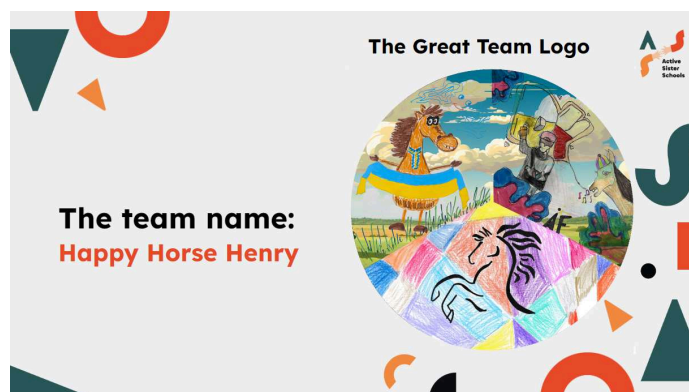 The Great Team Logo
Active
Sister
Schools
The team name:
Happy Horse Henry